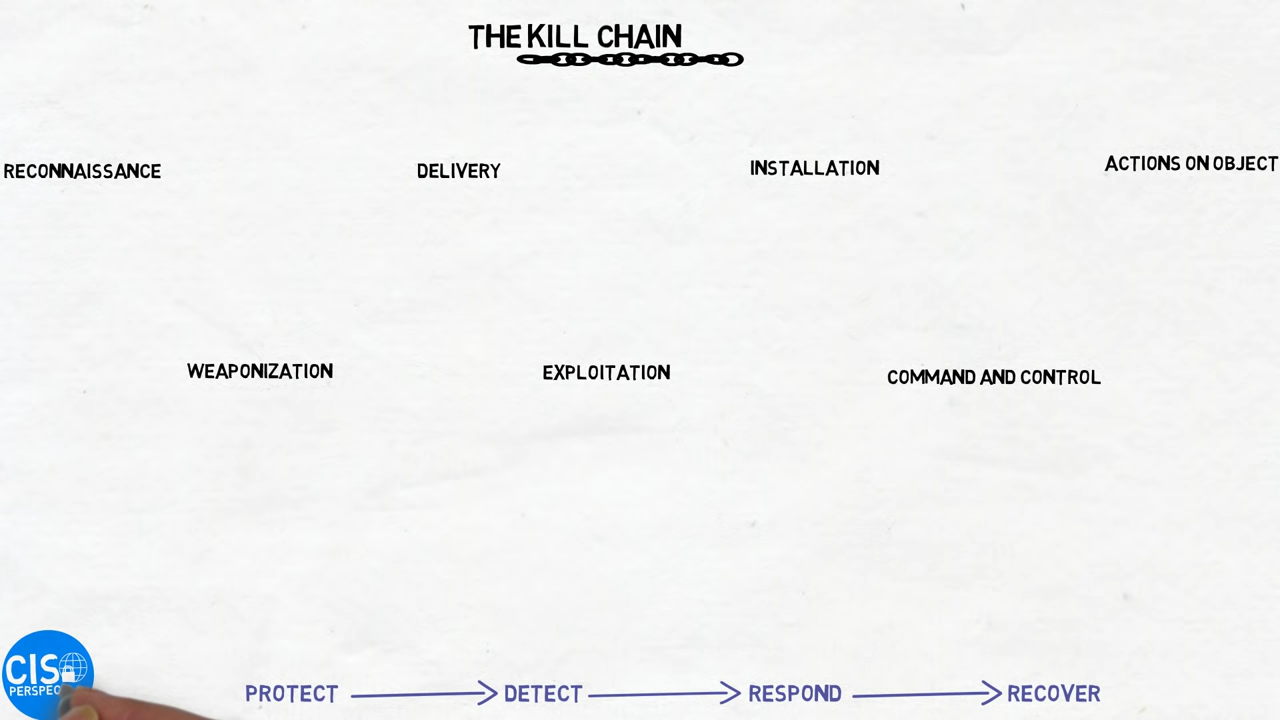 THE KILL CHAIN
RECONNAISSANCE
DELIVERY
INSTALLATION
ACTIONS ON OBJECT
WEAPONIZATION
EXPLOITATION
COMMAND AND CONTROL
CIS
PROTECT
DETECT
RESPOND
RECOVER